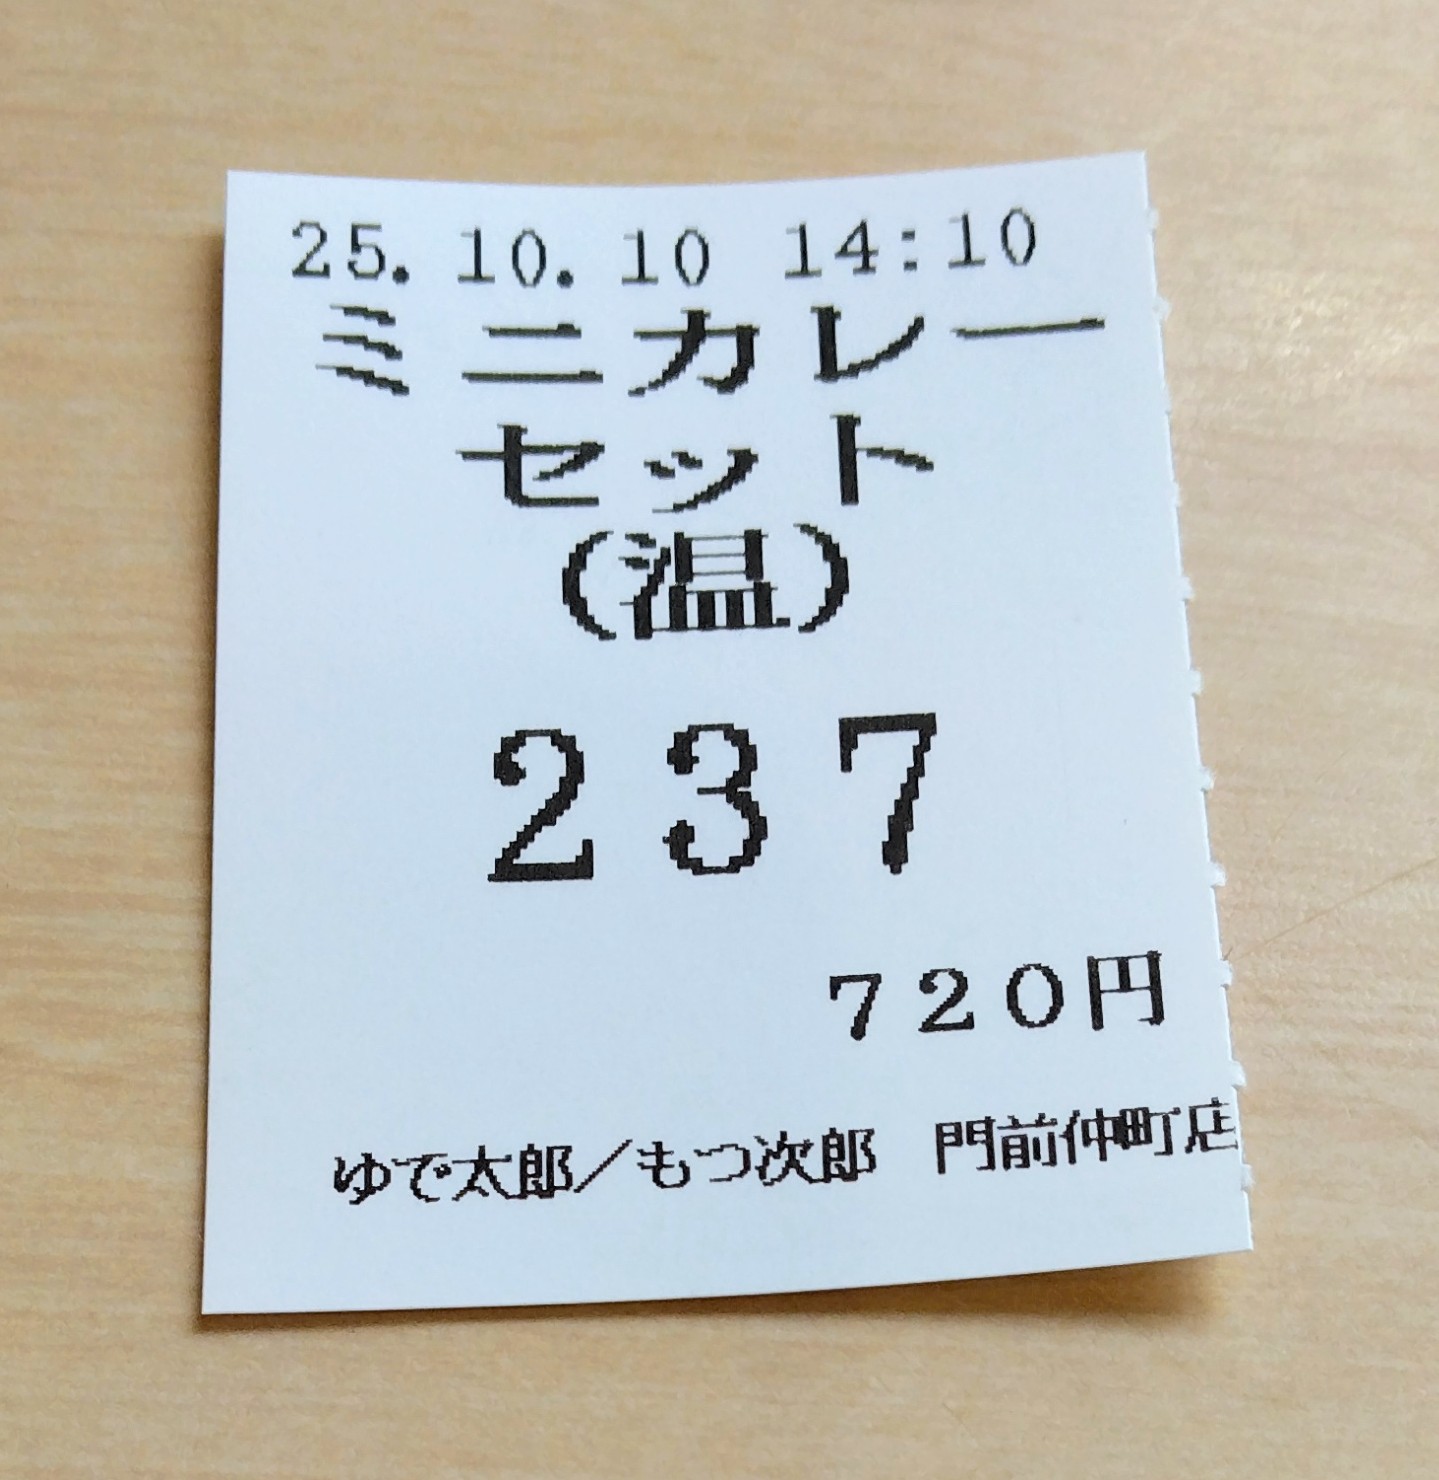 25.10.10 14:10
ミニカレー
セット
(温)
237
720円
ゆで太郎／もつ次郎 門前仲町店